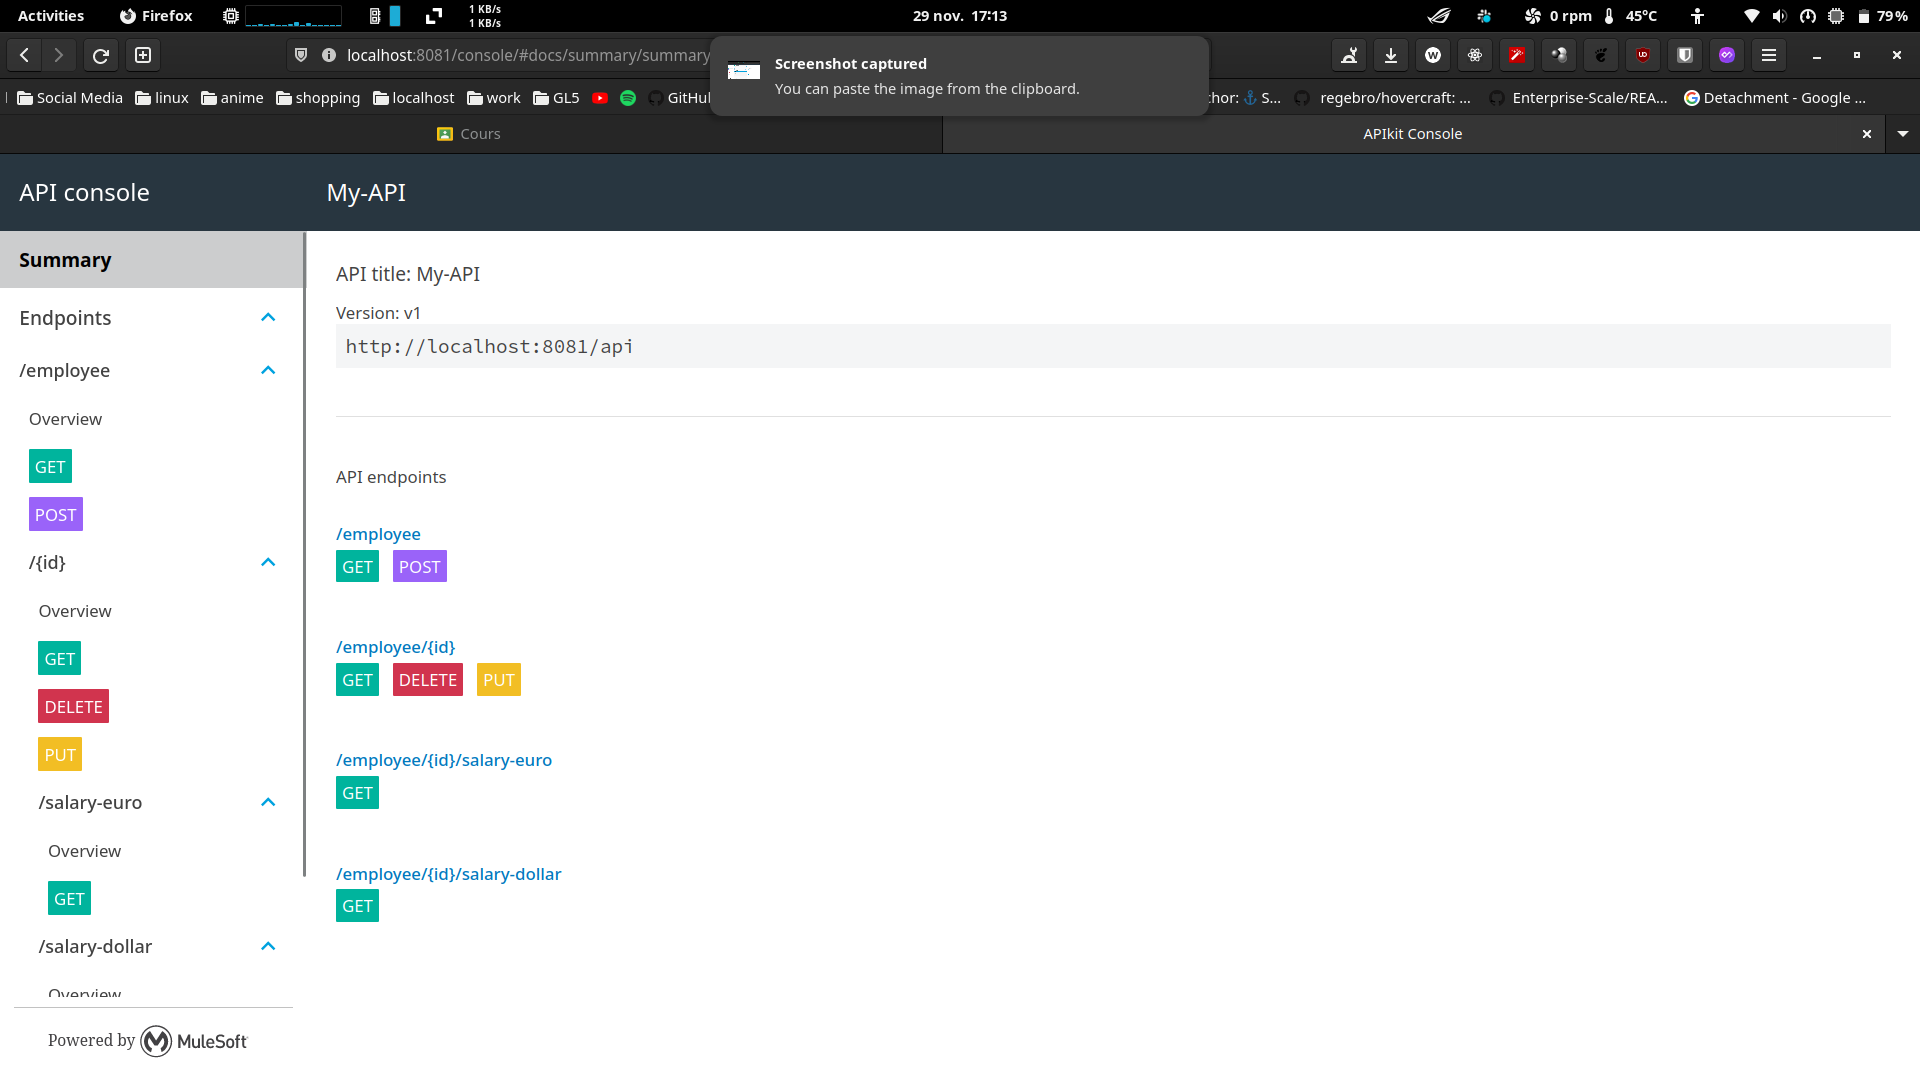 Activities Firefox 1 KB/s 1 KB/s 29 nov. 17:13 0 rpm 45°C 79%
localhost:8081/console/#docs/summary/summary
Screenshot captured
You can paste the image from the clipboard.
Social Media linux anime shopping localhost work GL5 GitHu hor: ⚓ S... regebro/hovercraft: ... Enterprise-Scale/REA... Detachment - Google ...
Cours APIkit Console
API console My-API
Summary
Endpoints
/employee
Overview
GET
POST
/{id}
Overview
GET
DELETE
PUT
/salary-euro
Overview
GET
/salary-dollar
Overview
Powered by MuleSoft
API title: My-API
Version: v1
http://localhost:8081/api
API endpoints
/employee
GET POST
/employee/{id}
GET DELETE PUT
/employee/{id}/salary-euro
GET
/employee/{id}/salary-dollar
GET